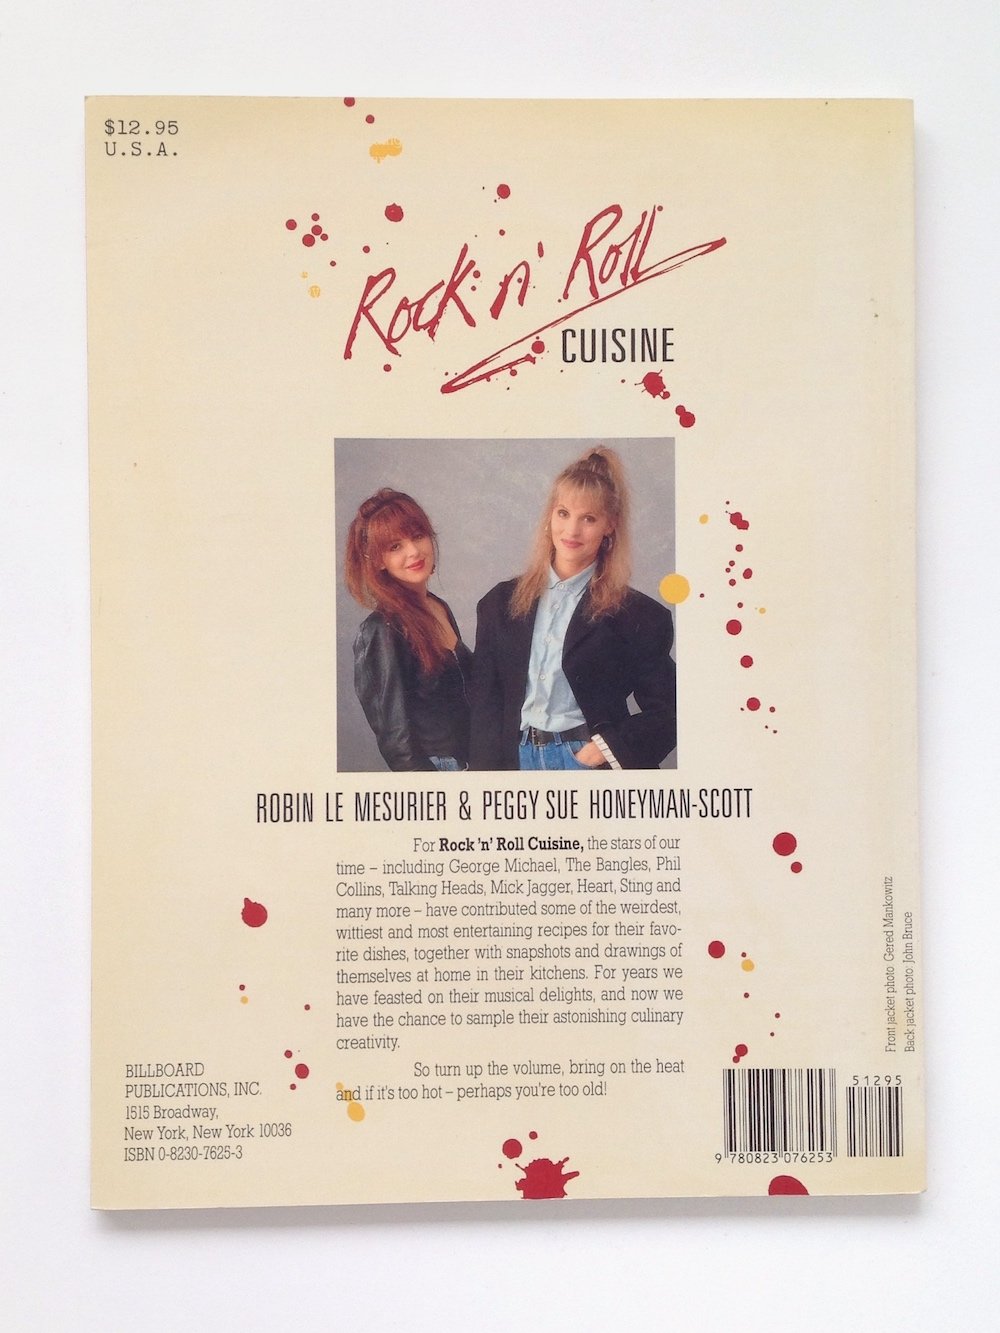 $12.95
U.S.A.
Rock n' Roll
CUISINE
ROBIN LE MESURIER & PEGGY SUE HONEYMAN-SCOTT
For Rock 'n' Roll Cuisine, the stars of our
time – including George Michael, The Bangles, Phil
Collins, Talking Heads, Mick Jagger, Heart, Sting and
many more – have contributed some of the weirdest,
wittiest and most entertaining recipes for their favo-
rite dishes, together with snapshots and drawings of
themselves at home in their kitchens. For years we
have feasted on their musical delights, and now we
have the chance to sample their astonishing culinary
creativity.
So turn up the volume, bring on the heat
and if it's too hot – perhaps you're too old!
BILLBOARD
PUBLICATIONS, INC.
1515 Broadway,
New York, New York 10036
ISBN 0-8230-7625-3
Front jacket photo: Gered Mankowitz
Back jacket photo: John Bruce
51295
9 780823 076253